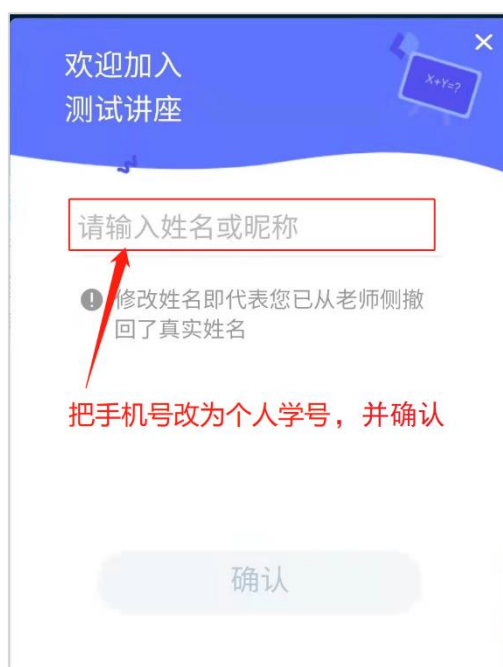 欢迎加入
测试讲座
X+Y=?
请输入姓名或昵称
修改姓名即代表您已从老师侧撤
回了真实姓名
把手机号改为个人学号，并确认
确认